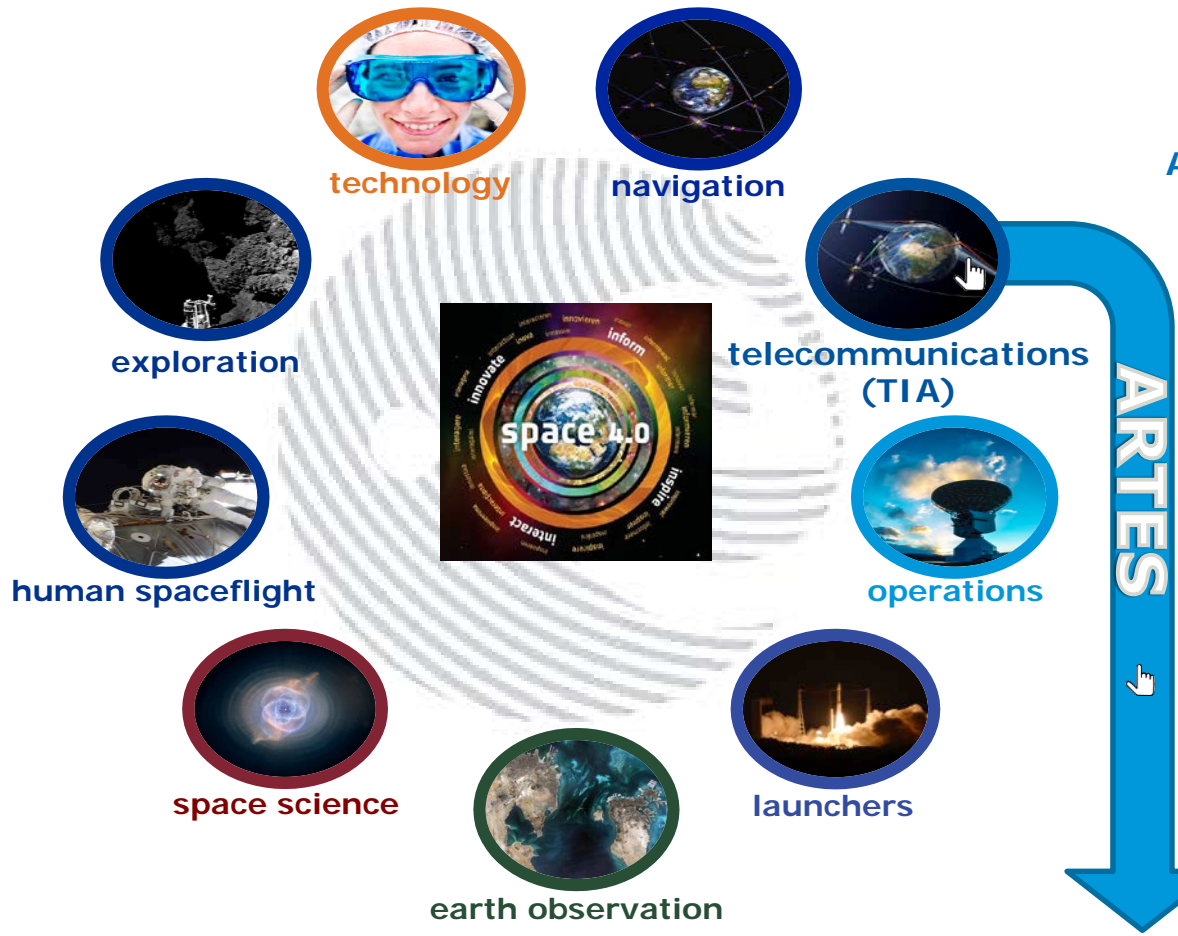 technology
navigation
A
exploration
telecommunications
(TIA)
ARTES
innovate
inform
innovieren
space 4.0
inspire
interact
human spaceflight
operations
space science
launchers
earth observation